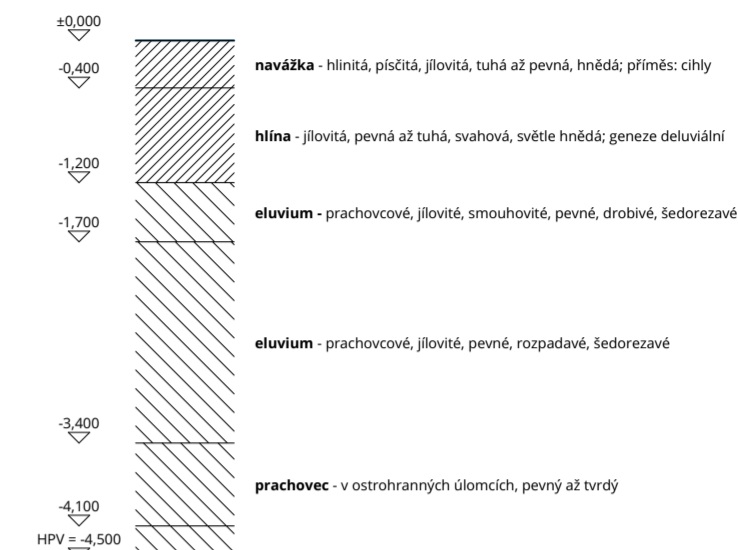 ±0,000
navážka - hlinitá, písčitá, jílovitá, tuhá až pevná, hnědá; příměs: cihly
-0,400
hlína - jílovitá, pevná až tuhá, svahová, světle hnědá; geneze deluviální
-1,200
eluvium - prachovcové, jílovité, smouhovité, pevné, drobivé, šedorezavé
-1,700
eluvium - prachovcové, jílovité, pevné, rozpadavé, šedorezavé
-3,400
prachovec - v ostrohranných úlomcích, pevný až tvrdý
-4,100
HPV = -4,500